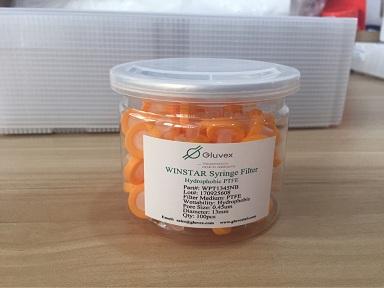 Gluvex
WINSTAR Syringe Filter
Hydrophobic PTFE
Part#: WPT1345NB
Lot#: 170925608
Filter Medium: PTFE
Wettability: Hydrophobic
Pore Size: 0.45um
Diameter: 13mm
Qty: 100pcs